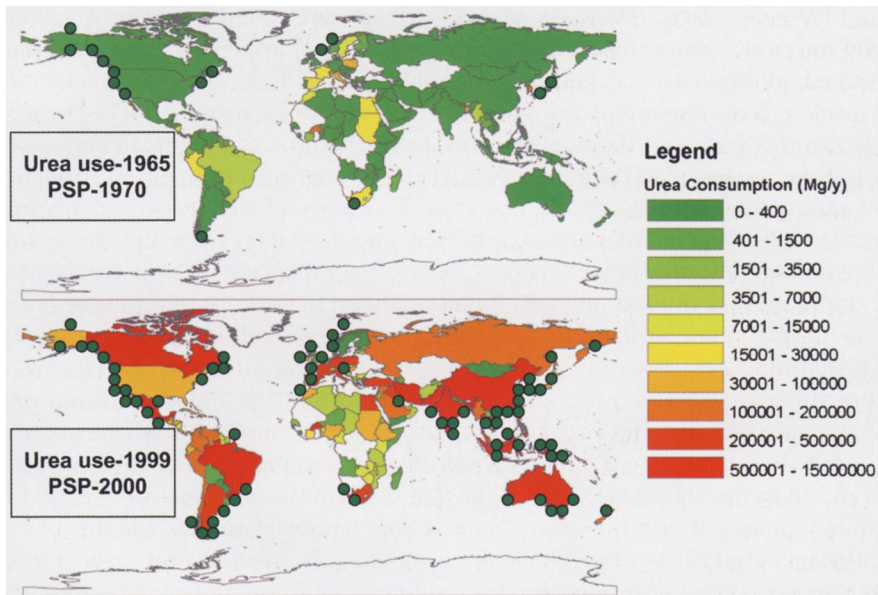 Urea use-1965
PSP-1970
Legend
Urea Consumption (Mg/y)
0 - 400
401 - 1500
1501 - 3500
3501 - 7000
7001 - 15000
15001 - 30000
30001 - 100000
100001 - 200000
200001 - 500000
500001 - 15000000
Urea use-1999
PSP-2000